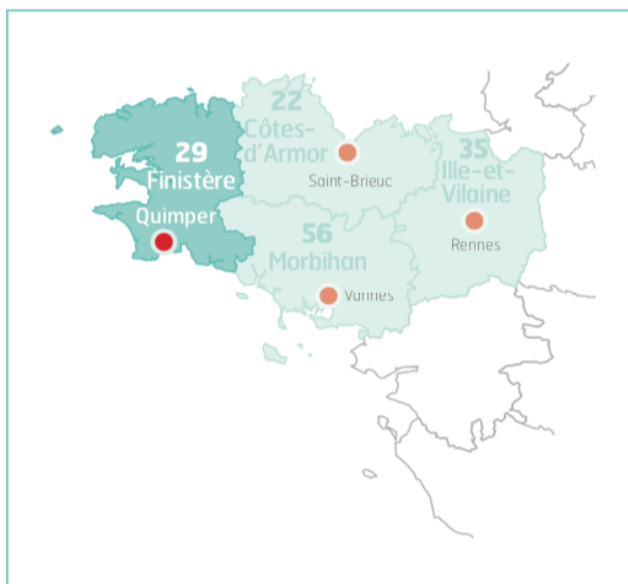 22
Côtes-
d'Armor
Saint-Brieuc
35
Ille-et-
Vilaine
Rennes
29
Finistère
Quimper
56
Morbihan
Vannes